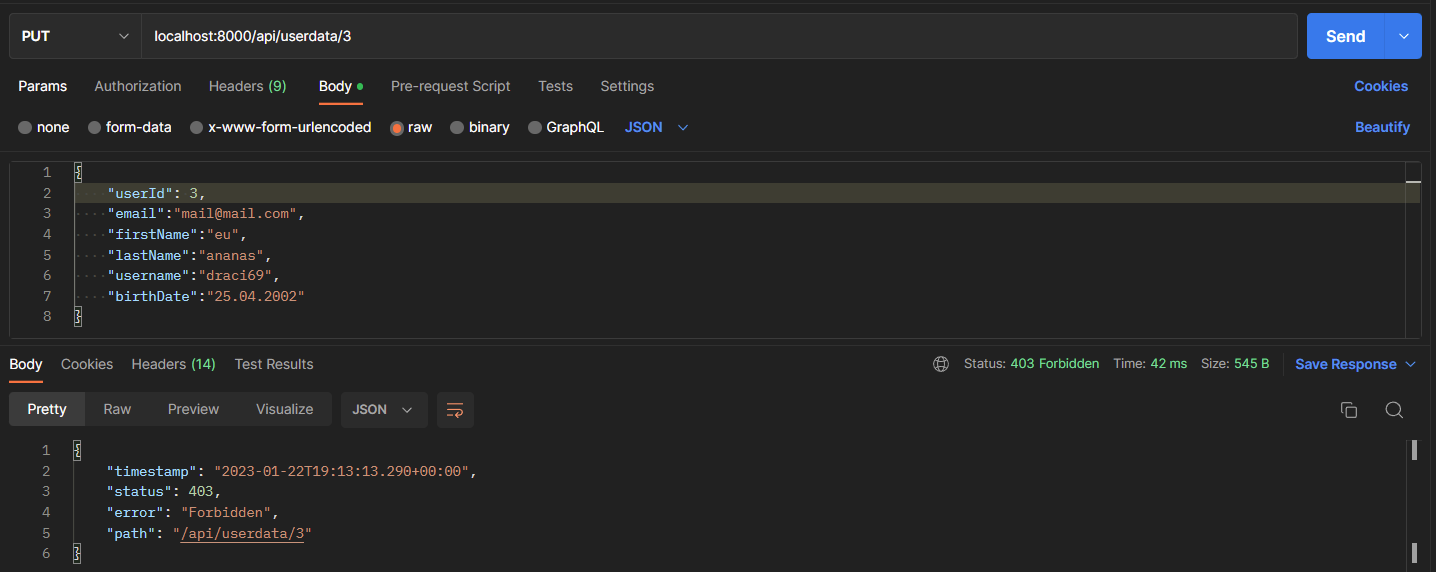 PUT localhost:8000/api/userdata/3 Send
Params Authorization Headers (9) Body Pre-request Script Tests Settings Cookies
none form-data x-www-form-urlencoded raw binary GraphQL JSON Beautify
1 {
2 "userId": 3,
3 "email":"mail@mail.com",
4 "firstName":"eu",
5 "lastName":"ananas",
6 "username":"draci69",
7 "birthDate":"25.04.2002"
8 }
Body Cookies Headers (14) Test Results Status: 403 Forbidden Time: 42 ms Size: 545 B Save Response
Pretty Raw Preview Visualize JSON
1 {
2 "timestamp": "2023-01-22T19:13:13.290+00:00",
3 "status": 403,
4 "error": "Forbidden",
5 "path": "/api/userdata/3"
6 }